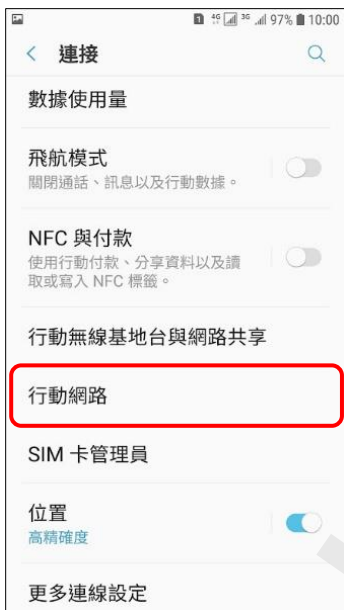 1 4G 3G 97% 10:00
連接
數據使用量
飛航模式
關閉通話、訊息以及行動數據。
NFC 與付款
使用行動付款、分享資料以及讀
取或寫入 NFC 標籤。
行動無線基地台與網路共享
行動網路
SIM 卡管理員
位置
高精確度
更多連線設定